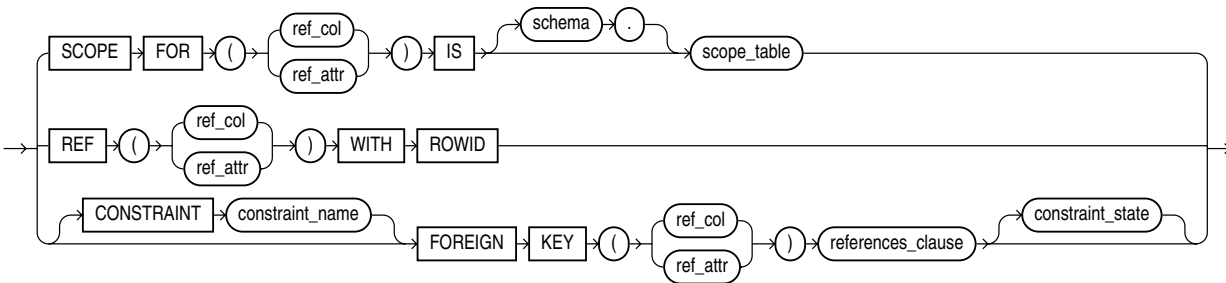 schema .
ref_col
SCOPE FOR ( ) IS scope_table
ref_attr
ref_col
REF ( ) WITH ROWID
ref_attr
CONSTRAINT constraint_name ref_col constraint_state
FOREIGN KEY ( ) references_clause
ref_attr